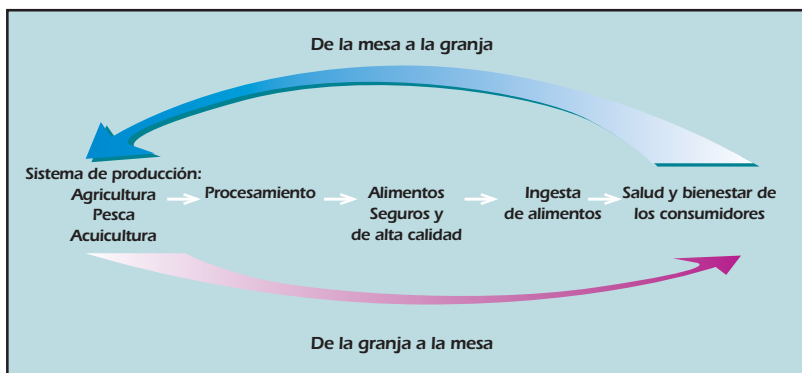 De la mesa a la granja
Sistema de producción:
Agricultura
Pesca
Acuicultura
Procesamiento
Alimentos
Seguros y
de alta calidad
Ingesta
de alimentos
Salud y bienestar de
los consumidores
De la granja a la mesa